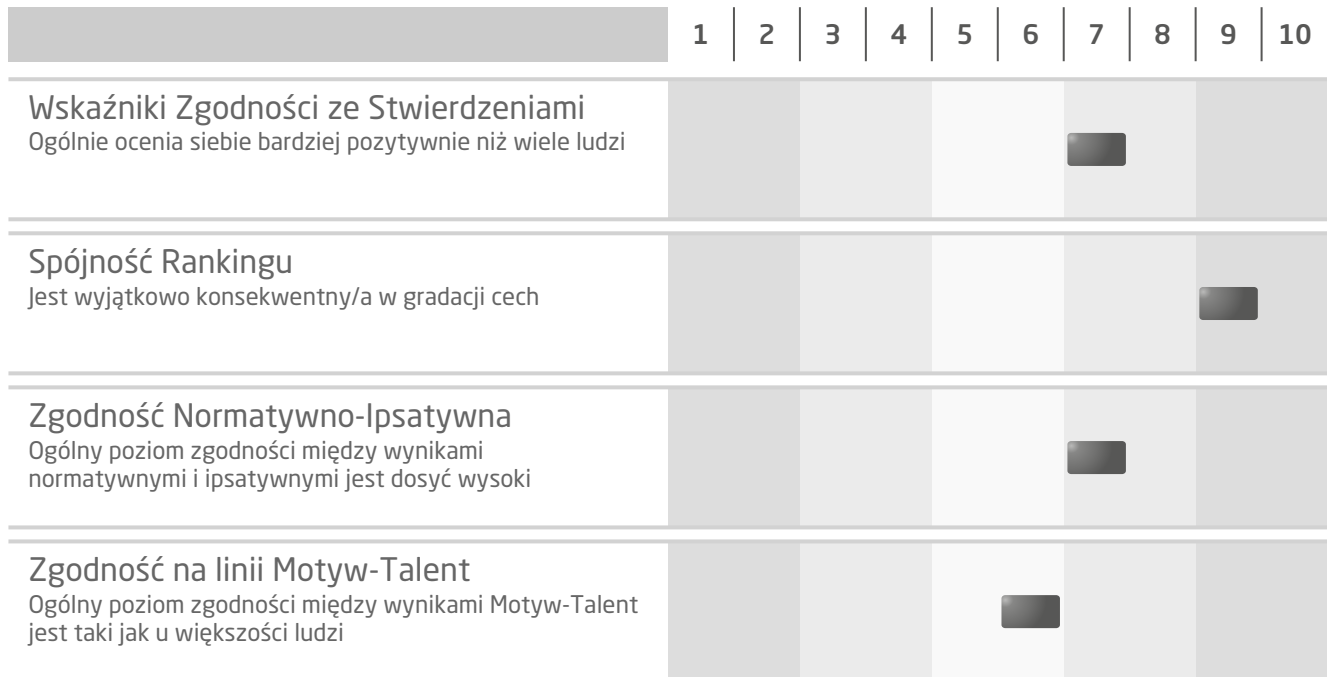 1 2 3 4 5 6 7 8 9 10
Wskaźniki Zgodności ze Stwierdzeniami
Ogólnie ocenia siebie bardziej pozytywnie niż wiele ludzi
Spójność Rankingu
Jest wyjątkowo konsekwentny/a w gradacji cech
Zgodność Normatywno-Ipsatywna
Ogólny poziom zgodności między wynikami
normatywnymi i ipsatywnymi jest dosyć wysoki
Zgodność na linii Motyw-Talent
Ogólny poziom zgodności między wynikami Motyw-Talent
jest taki jak u większości ludzi